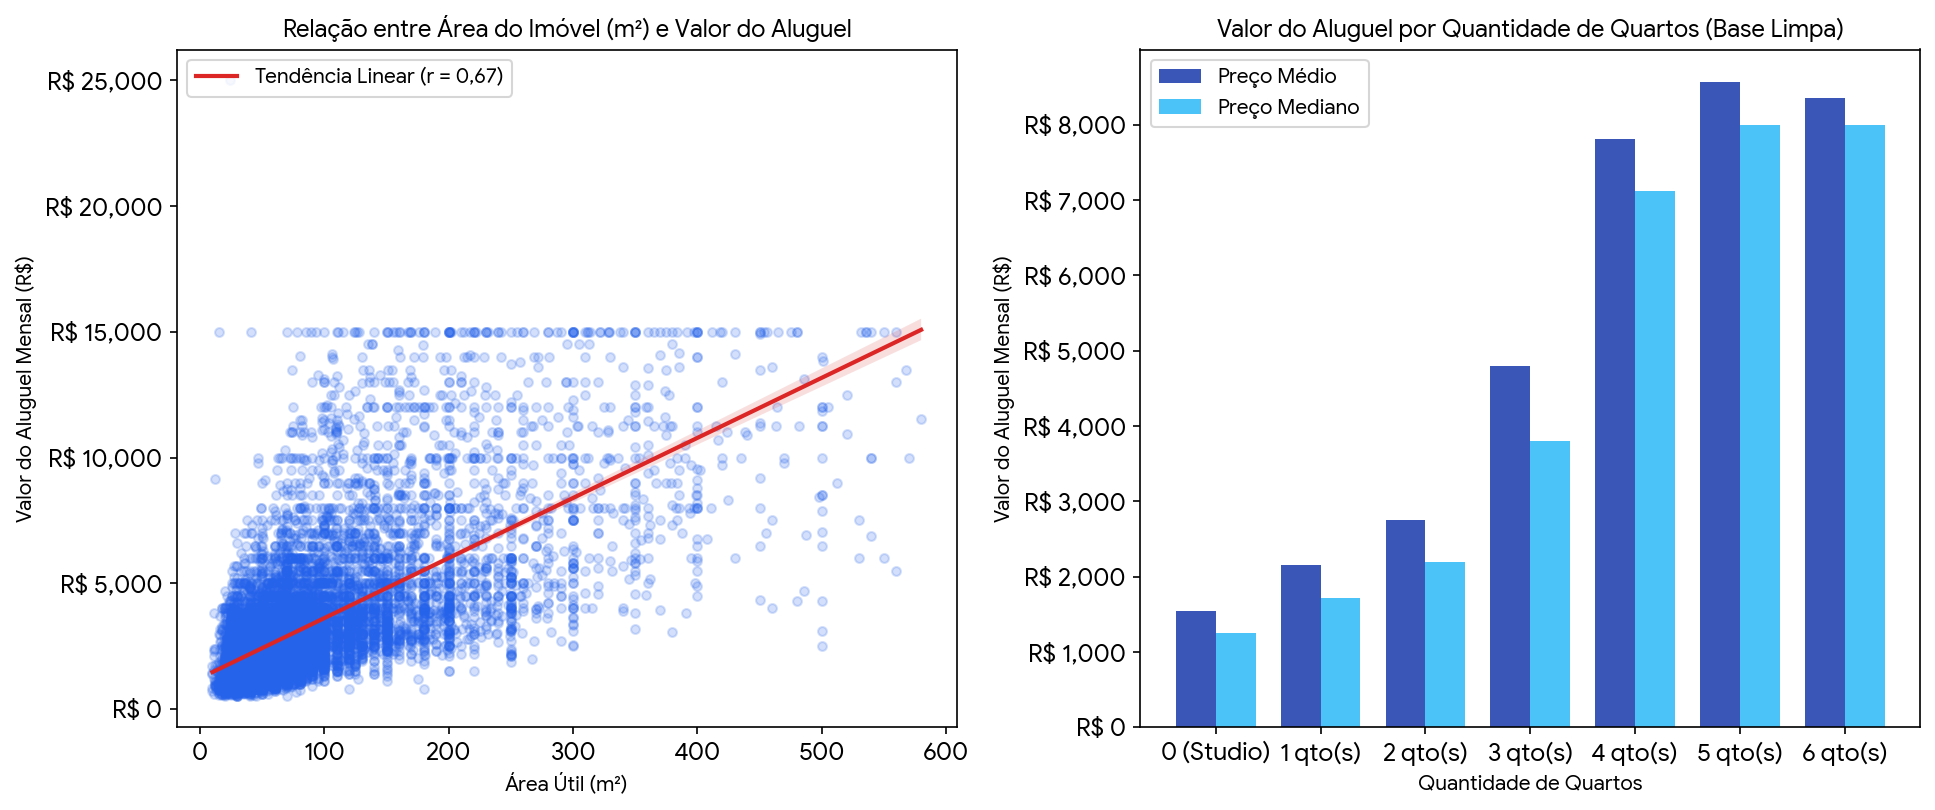 Relação entre Área do Imóvel (m²) e Valor do Aluguel
Tendência Linear (r = 0,67)
Valor do Aluguel Mensal (R$)
R$ 25,000
R$ 20,000
R$ 15,000
R$ 10,000
R$ 5,000
R$ 0
0 100 200 300 400 500 600
Área Útil (m²)
Valor do Aluguel por Quantidade de Quartos (Base Limpa)
Preço Médio
Preço Mediano
Valor do Aluguel Mensal (R$)
R$ 8,000
R$ 7,000
R$ 6,000
R$ 5,000
R$ 4,000
R$ 3,000
R$ 2,000
R$ 1,000
R$ 0
0 (Studio) 1 qto(s) 2 qto(s) 3 qto(s) 4 qto(s) 5 qto(s) 6 qto(s)
Quantidade de Quartos